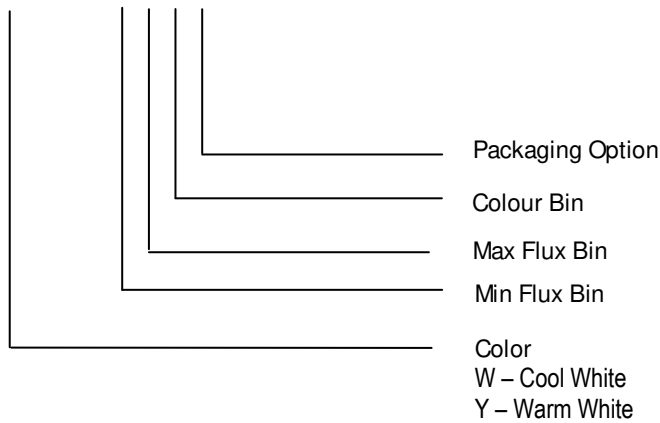 Packaging Option
Colour Bin
Max Flux Bin
Min Flux Bin
Color
W – Cool White
Y – Warm White